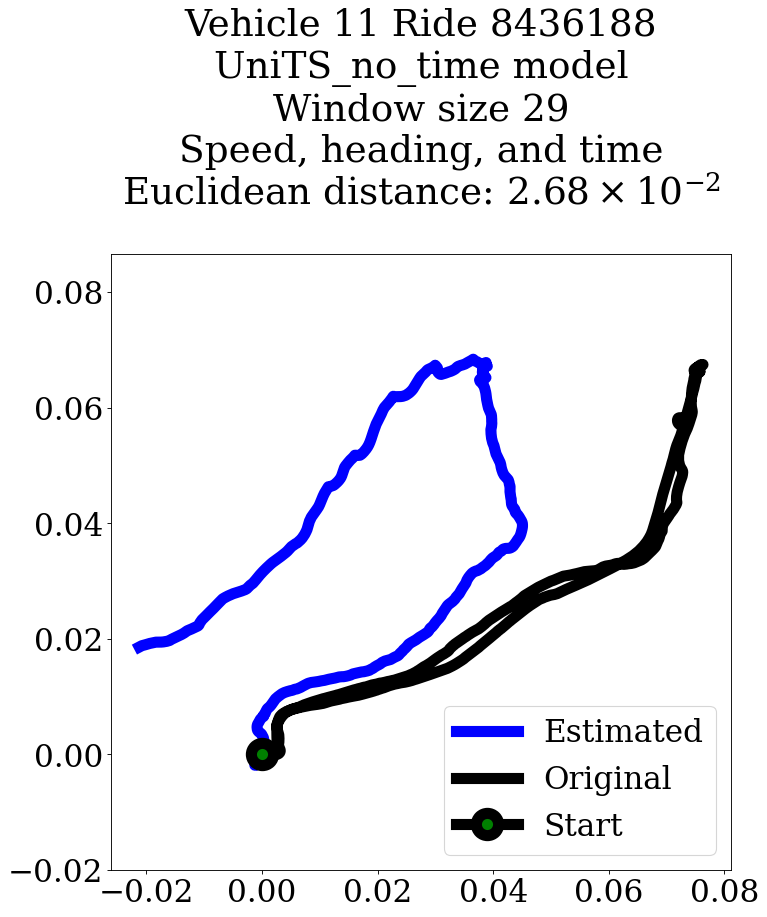 Vehicle 11 Ride 8436188
UniTS_no_time model
Window size 29
Speed, heading, and time
Euclidean distance: 2.68 × 10⁻²
0.08
0.06
0.04
0.02
0.00
−0.02
−0.02 0.00 0.02 0.04 0.06 0.08
Estimated
Original
Start